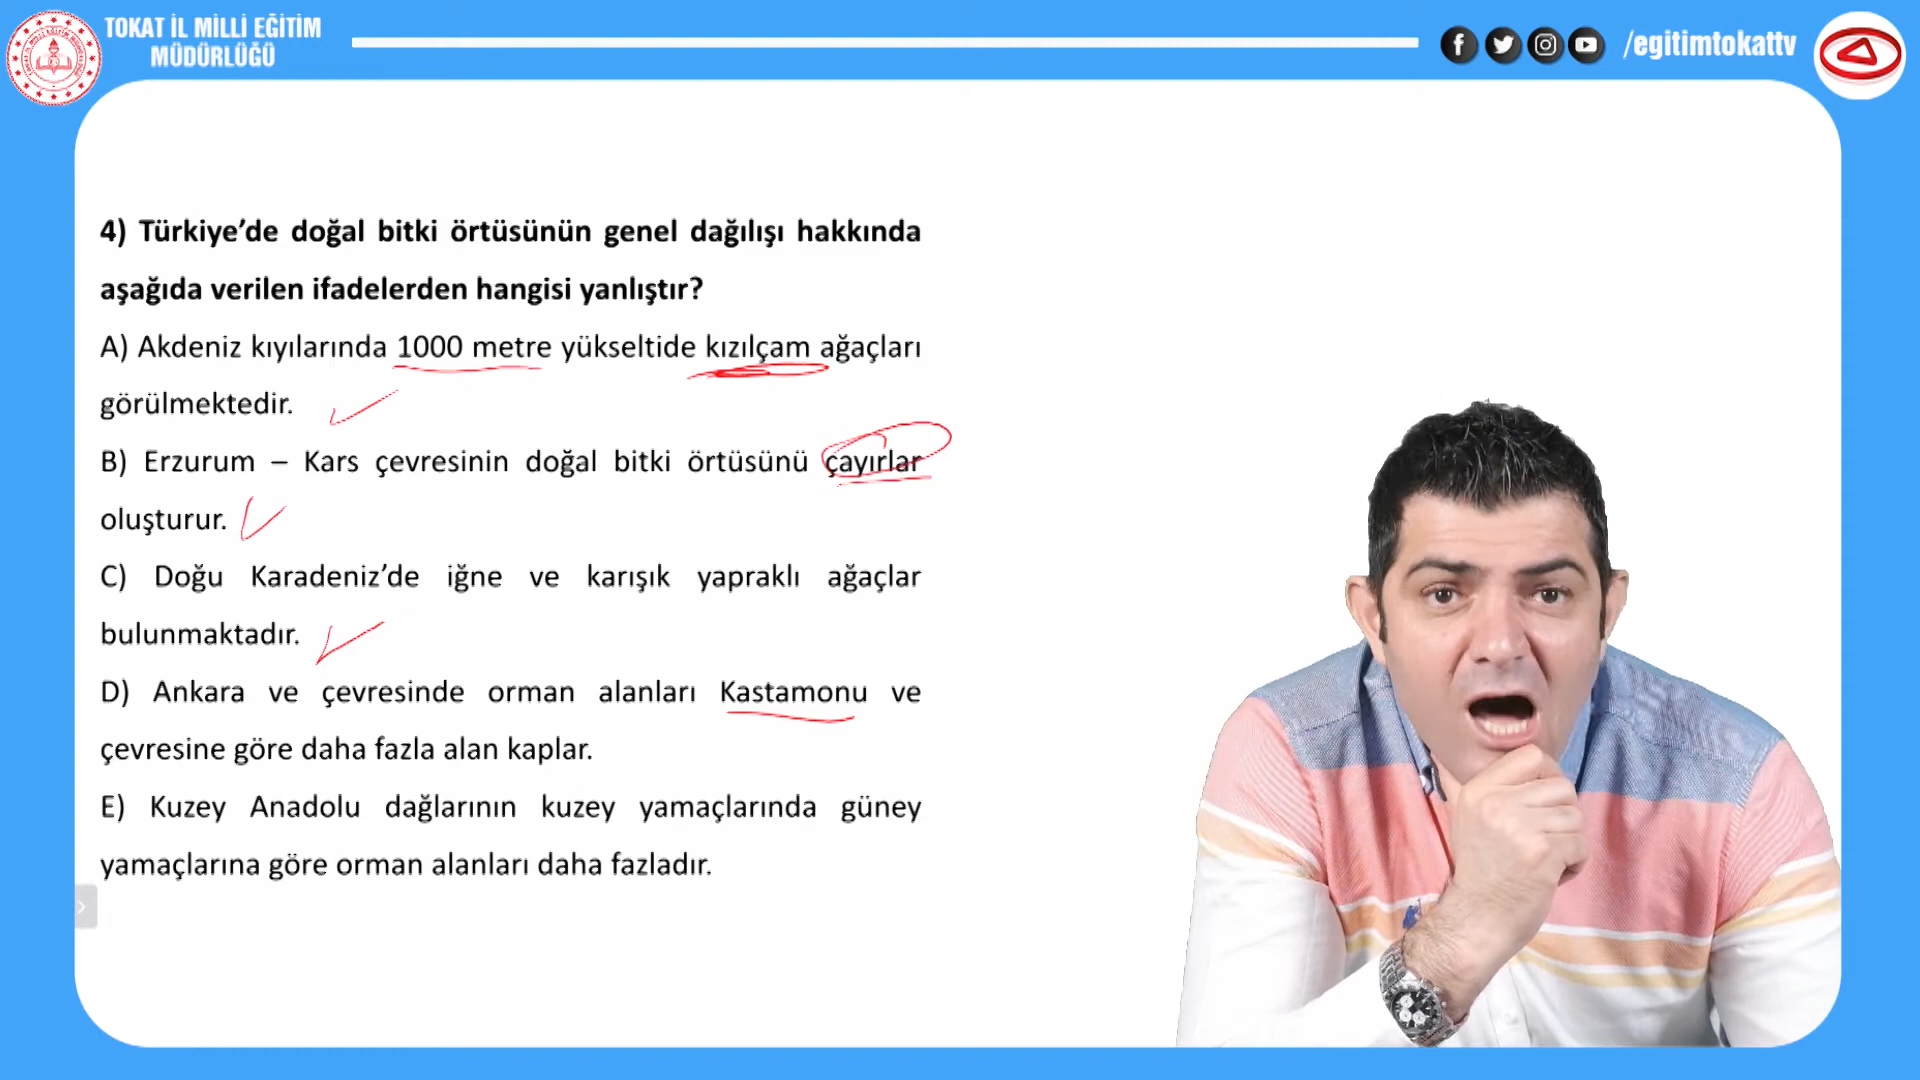 TOKAT İL MİLLİ EĞİTİM
MÜDÜRLÜĞÜ
/egitimtokattv
4) Türkiye’de doğal bitki örtüsünün genel dağılışı hakkında
aşağıda verilen ifadelerden hangisi yanlıştır?
A) Akdeniz kıyılarında 1000 metre yükseltide kızılçam ağaçları
görülmektedir.
B) Erzurum – Kars çevresinin doğal bitki örtüsünü çayırlar
oluşturur.
C) Doğu Karadeniz’de iğne ve karışık yapraklı ağaçlar
bulunmaktadır.
D) Ankara ve çevresinde orman alanları Kastamonu ve
çevresine göre daha fazla alan kaplar.
E) Kuzey Anadolu dağlarının kuzey yamaçlarında güney
yamaçlarına göre orman alanları daha fazladır.